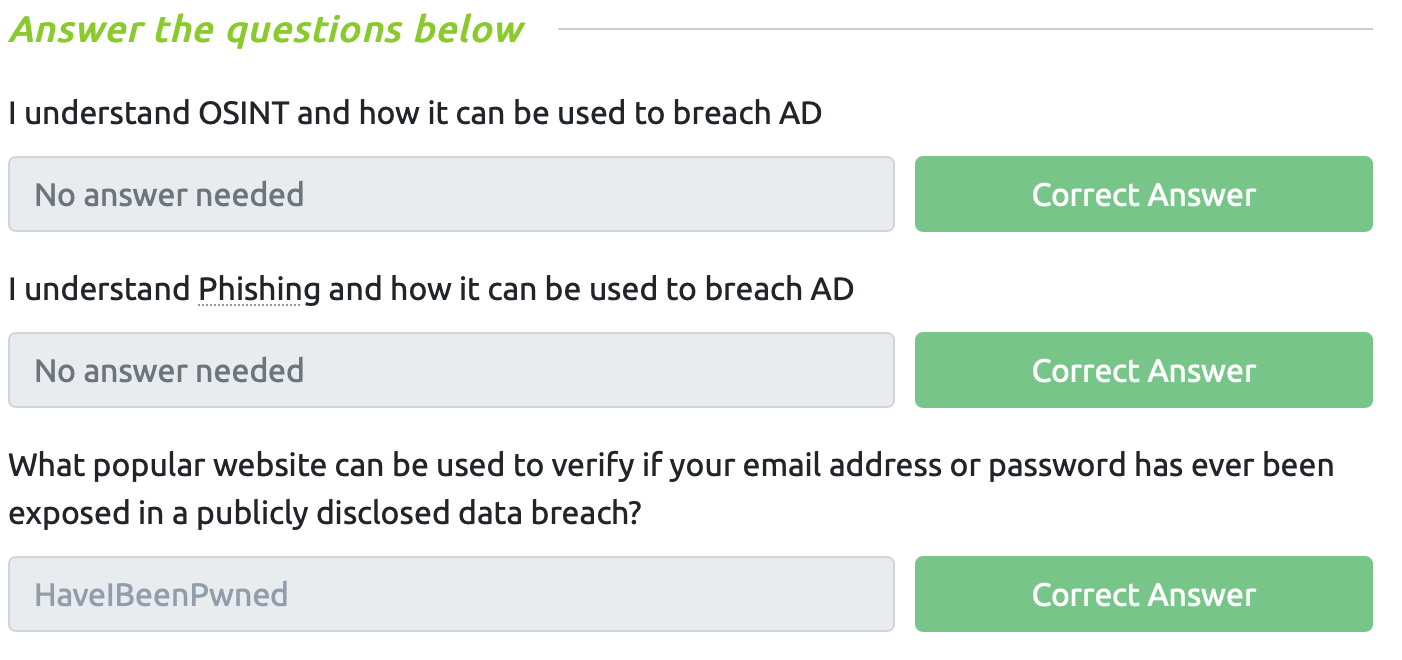 Answer the questions below
I understand OSINT and how it can be used to breach AD
No answer needed
Correct Answer
I understand Phishing and how it can be used to breach AD
No answer needed
Correct Answer
What popular website can be used to verify if your email address or password has ever been
exposed in a publicly disclosed data breach?
HaveIBeenPwned
Correct Answer